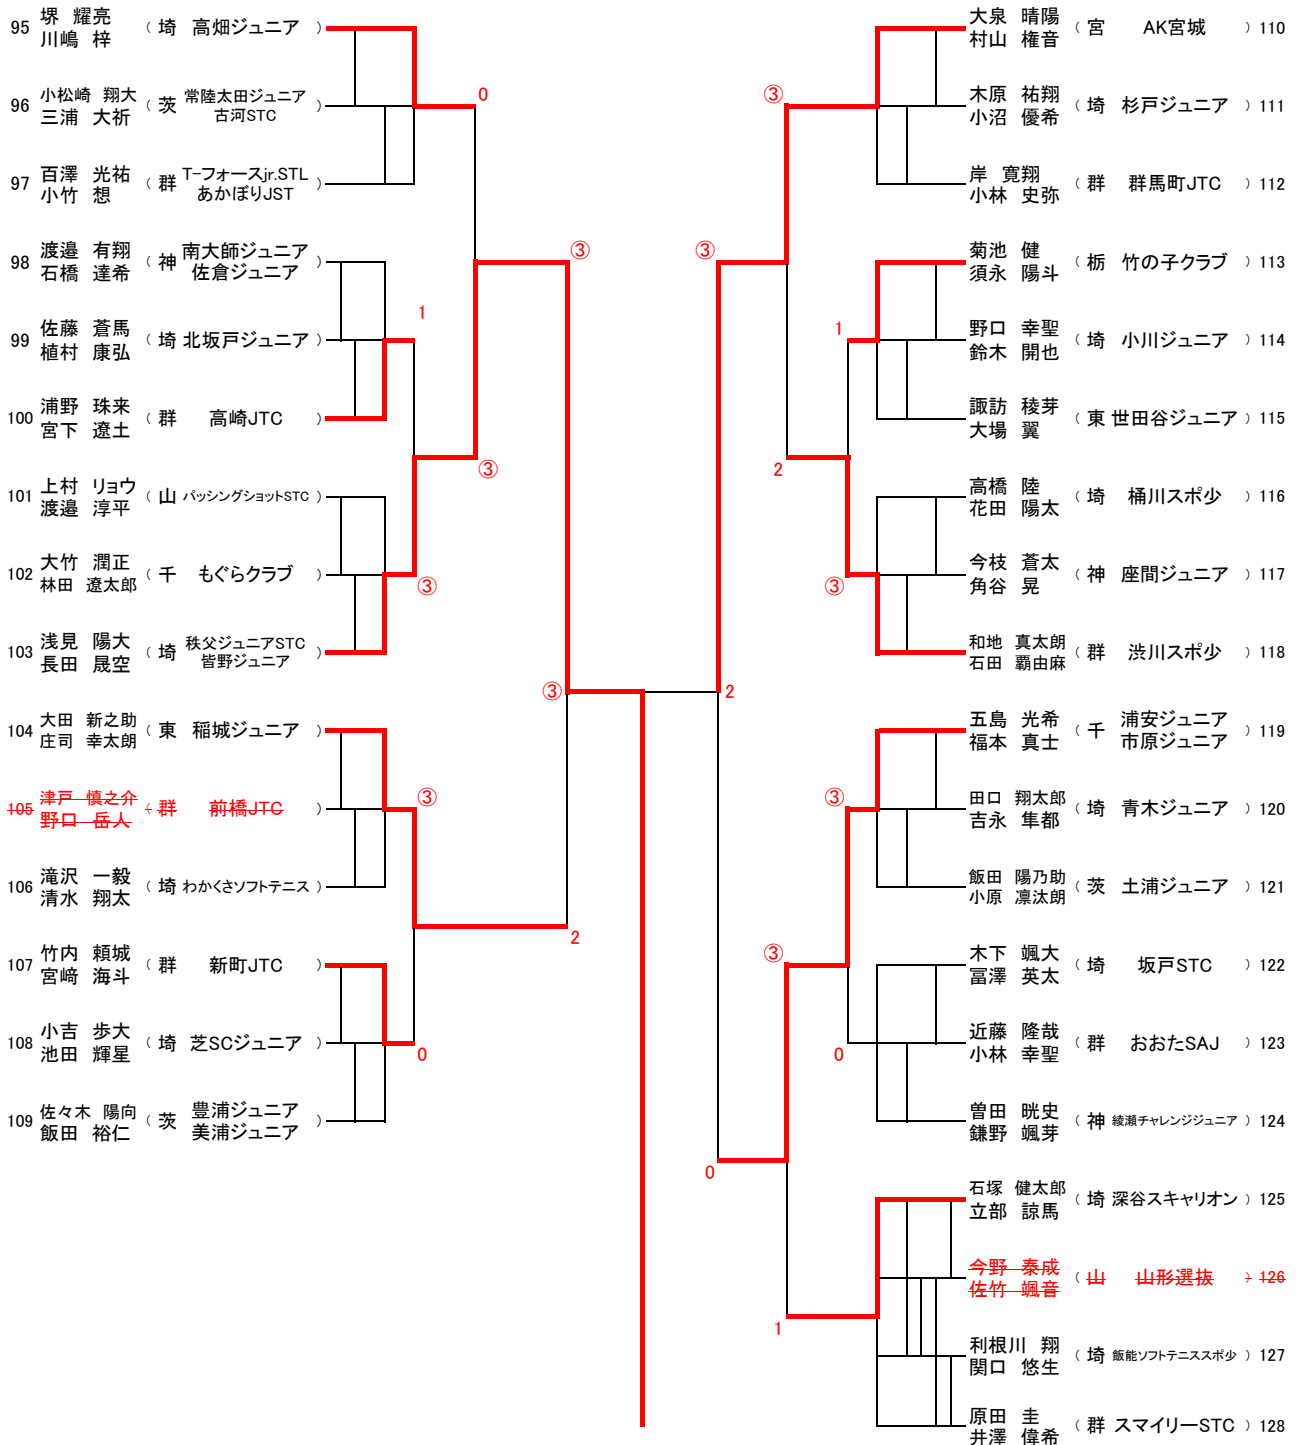 95 堺 耀亮 川嶋 梓 （ 埼 高畑ジュニア ）
96 小松崎 翔大 三浦 大祈 （ 茨 常陸太田ジュニア 古河STC ）
97 百澤 光祐 小竹 想 （ 群 T-フォースjr.STL あかぼりJST ）
98 渡邉 有翔 石橋 達希 （ 神 南大師ジュニア 佐倉ジュニア ）
99 佐藤 蒼馬 植村 康弘 （ 埼 北坂戸ジュニア ）
100 浦野 珠来 宮下 遼土 （ 群 高崎JTC ）
101 上村 リョウ 渡邉 淳平 （ 山 パッシングショットSTC ）
102 大竹 潤正 林田 遼太郎 （ 千 もぐらクラブ ）
103 浅見 陽大 長田 晟空 （ 埼 秩父ジュニアSTC 皆野ジュニア ）
104 大田 新之助 庄司 幸太朗 （ 東 稲城ジュニア ）
105 津戸 慎之介 野口 岳人 （ 群 前橋JTC ）
106 滝沢 一毅 清水 翔太 （ 埼 わかくさソフトテニス ）
107 竹内 頼城 宮﨑 海斗 （ 群 新町JTC ）
108 小吉 歩大 池田 輝星 （ 埼 芝SCジュニア ）
109 佐々木 陽向 飯田 裕仁 （ 茨 豊浦ジュニア 美浦ジュニア ）
0
③
1
③
③
③
③
2
0
大泉 晴陽 村山 権音 （ 宮 AK宮城 ） 110
木原 祐翔 小沼 優希 （ 埼 杉戸ジュニア ） 111
岸 寛翔 小林 史弥 （ 群 群馬町JTC ） 112
菊池 健 須永 陽斗 （ 栃 竹の子クラブ ） 113
野口 幸聖 鈴木 開也 （ 埼 小川ジュニア ） 114
諏訪 稜芽 大場 翼 （ 東 世田谷ジュニア ） 115
高橋 陸 花田 陽太 （ 埼 桶川スポ少 ） 116
今枝 蒼太 角谷 晃 （ 神 座間ジュニア ） 117
和地 真太朗 石田 覇由麻 （ 群 渋川スポ少 ） 118
五島 光希 福本 真士 （ 千 浦安ジュニア 市原ジュニア ） 119
田口 翔太郎 吉永 隼都 （ 埼 青木ジュニア ） 120
飯田 陽乃助 小原 凛汰朗 （ 茨 土浦ジュニア ） 121
木下 颯大 冨澤 英太 （ 埼 坂戸STC ） 122
近藤 隆哉 小林 幸聖 （ 群 おおたSAJ ） 123
曽田 晄史 鎌野 颯芽 （ 神 綾瀬チャレンジジュニア ） 124
石塚 健太郎 立部 諒馬 （ 埼 深谷スキャリオン ） 125
今野 泰成 佐竹 颯音 （ 山 山形選抜 ） 126
利根川 翔 関口 悠生 （ 埼 飯能ソフトテニススポ少 ） 127
原田 圭 井澤 偉希 （ 群 スマイリーSTC ） 128
③
③
1
2
③
2
③
③
0
0
1